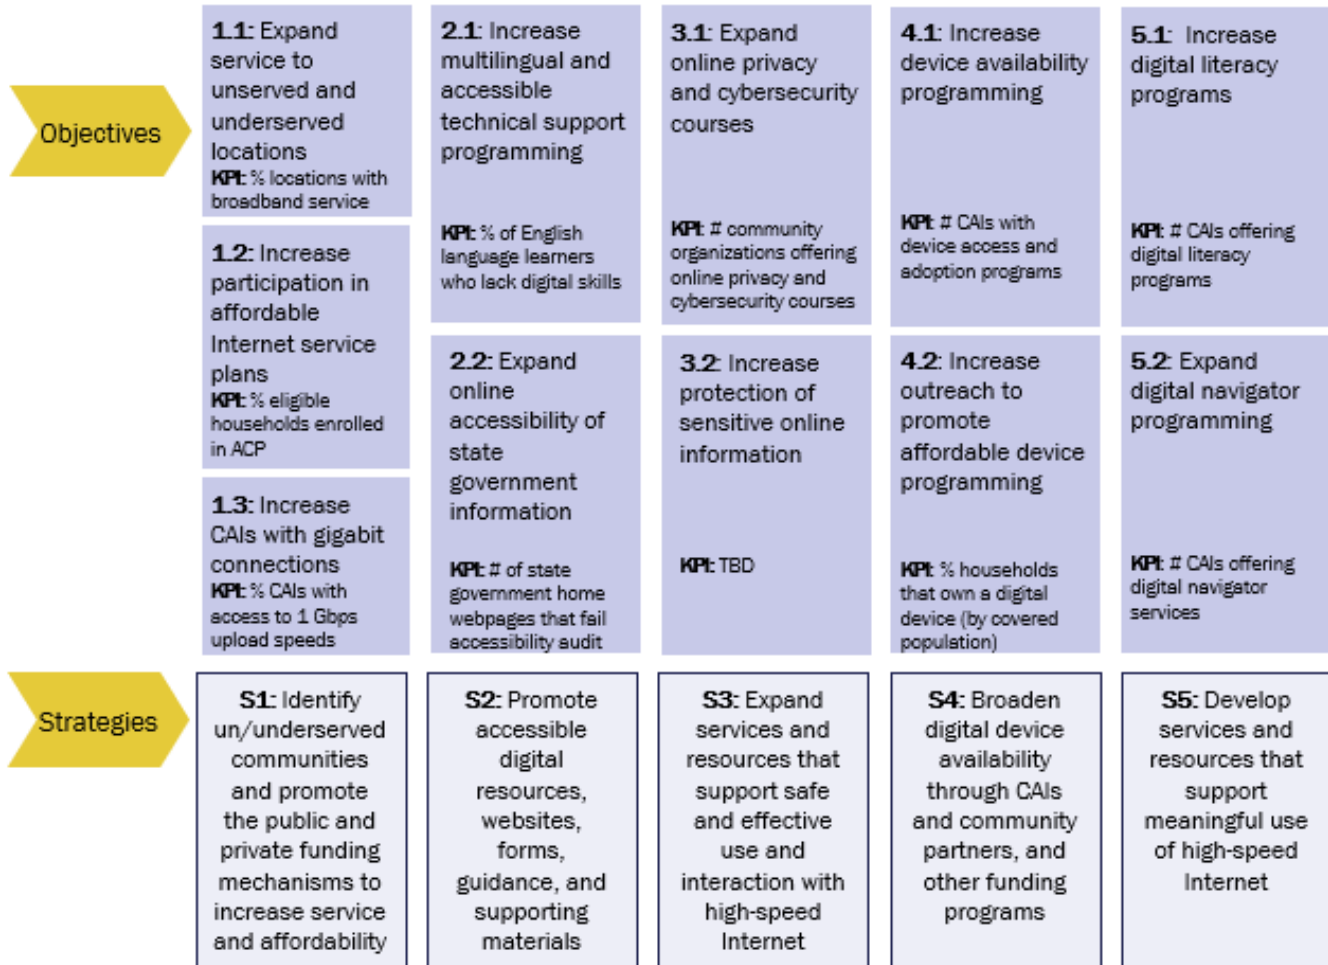 Objectives
1.1: Expand
service to
unserved and
underserved
locations
KPI: % locations with
broadband service
1.2: Increase
participation in
affordable
Internet service
plans
KPI: % eligible
households enrolled
in ACP
1.3: Increase
CAIs with gigabit
connections
KPI: % CAIs with
access to 1 Gbps
upload speeds
2.1: Increase
multilingual and
accessible
technical support
programming
KPI: % of English
language learners
who lack digital skills
2.2: Expand
online
accessibility of
state
government
information
KPI: # of state
government home
webpages that fail
accessibility audit
3.1: Expand
online privacy
and cybersecurity
courses
KPI: # community
organizations offering
online privacy and
cybersecurity courses
3.2: Increase
protection of
sensitive online
information
KPI: TBD
4.1: Increase
device availability
programming
KPI: # CAIs with
device access and
adoption programs
4.2: Increase
outreach to
promote
affordable device
programming
KPI: % households
that own a digital
device (by covered
population)
5.1: Increase
digital literacy
programs
KPI: # CAIs offering
digital literacy
programs
5.2: Expand
digital navigator
programming
KPI: # CAIs offering
digital navigator
services
Strategies
S1: Identify
un/underserved
communities
and promote
the public and
private funding
mechanisms to
increase service
and affordability
S2: Promote
accessible
digital
resources,
websites,
forms,
guidance, and
supporting
materials
S3: Expand
services and
resources that
support safe
and effective
use and
interaction with
high-speed
Internet
S4: Broaden
digital device
availability
through CAIs
and community
partners, and
other funding
programs
S5: Develop
services and
resources that
support
meaningful use
of high-speed
Internet